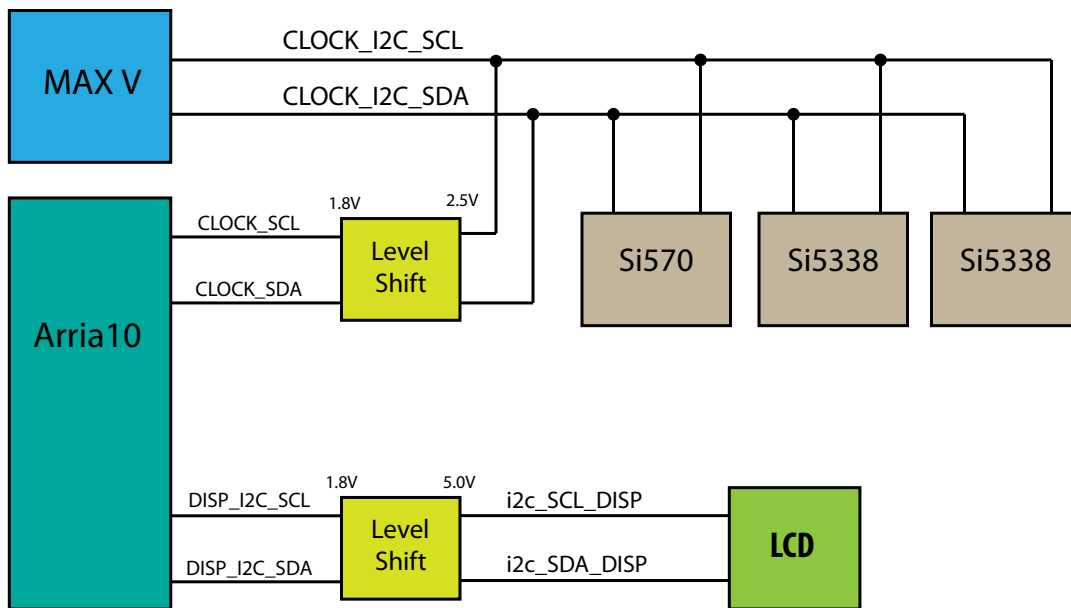 MAX V
CLOCK_I2C_SCL
CLOCK_I2C_SDA
Arria10
CLOCK_SCL
CLOCK_SDA
1.8V
2.5V
Level
Shift
Si570
Si5338
Si5338
DISP_I2C_SCL
DISP_I2C_SDA
1.8V
5.0V
Level
Shift
i2c_SCL_DISP
i2c_SDA_DISP
LCD